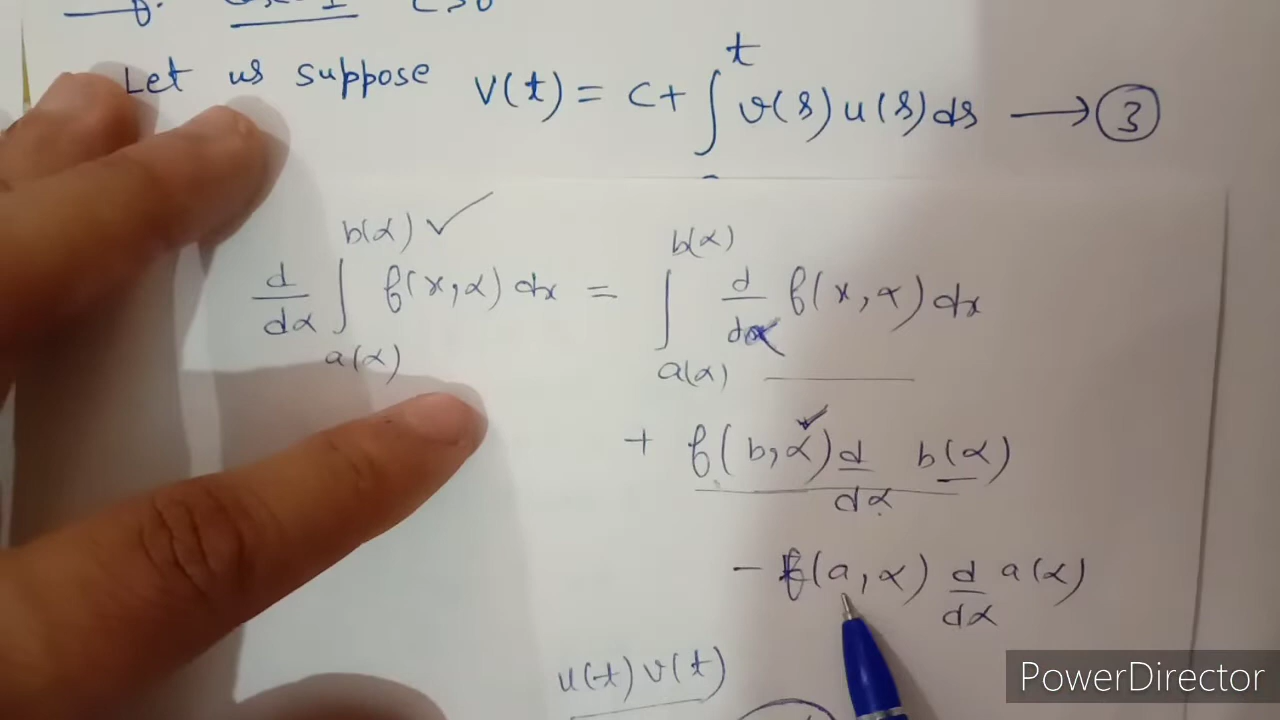 Let us suppose V(t) = C + ∫ᵗ v(s) u(s) ds → ③
d/dα ∫_{a(α)}^{b(α)} f(x,α) dx = ∫_{a(α)}^{b(α)} d/dα f(x,α) dx
+ f(b,α) d/dα b(α)
- f(a,α) d/dα a(α)
u(t) v(t)
PowerDirector